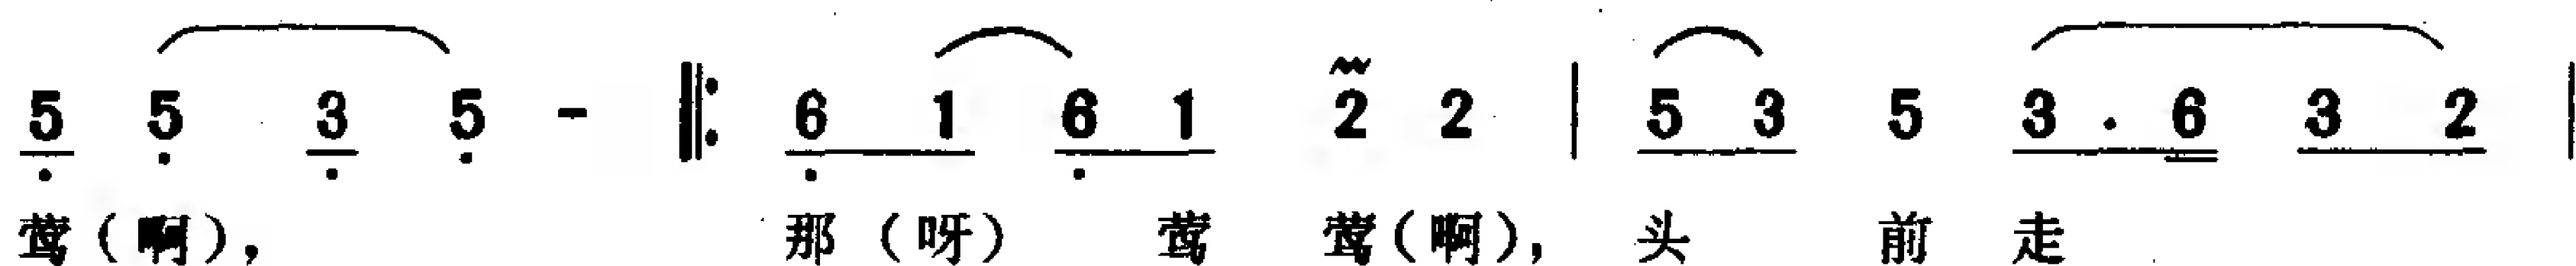 5 5 3 5 - ‖: 6 1 6 1 2 2 | 5 3 5 3 . 6 3 2 |
莺(啊), 那(呀) 莺 莺(啊), 头 前 走